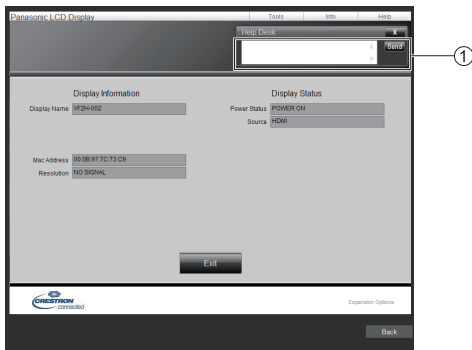 Panasonic LCD Display
Tools Info Help
Help Desk X
Send
1
Display Information Display Status
Display Name VF2H-002 Power Status POWER ON
Source HDMI
Mac Address 00:0B:97:7C:73:C9
Resolution NO SIGNAL
Exit
CRESTRON
connected
Expansion Options
Back